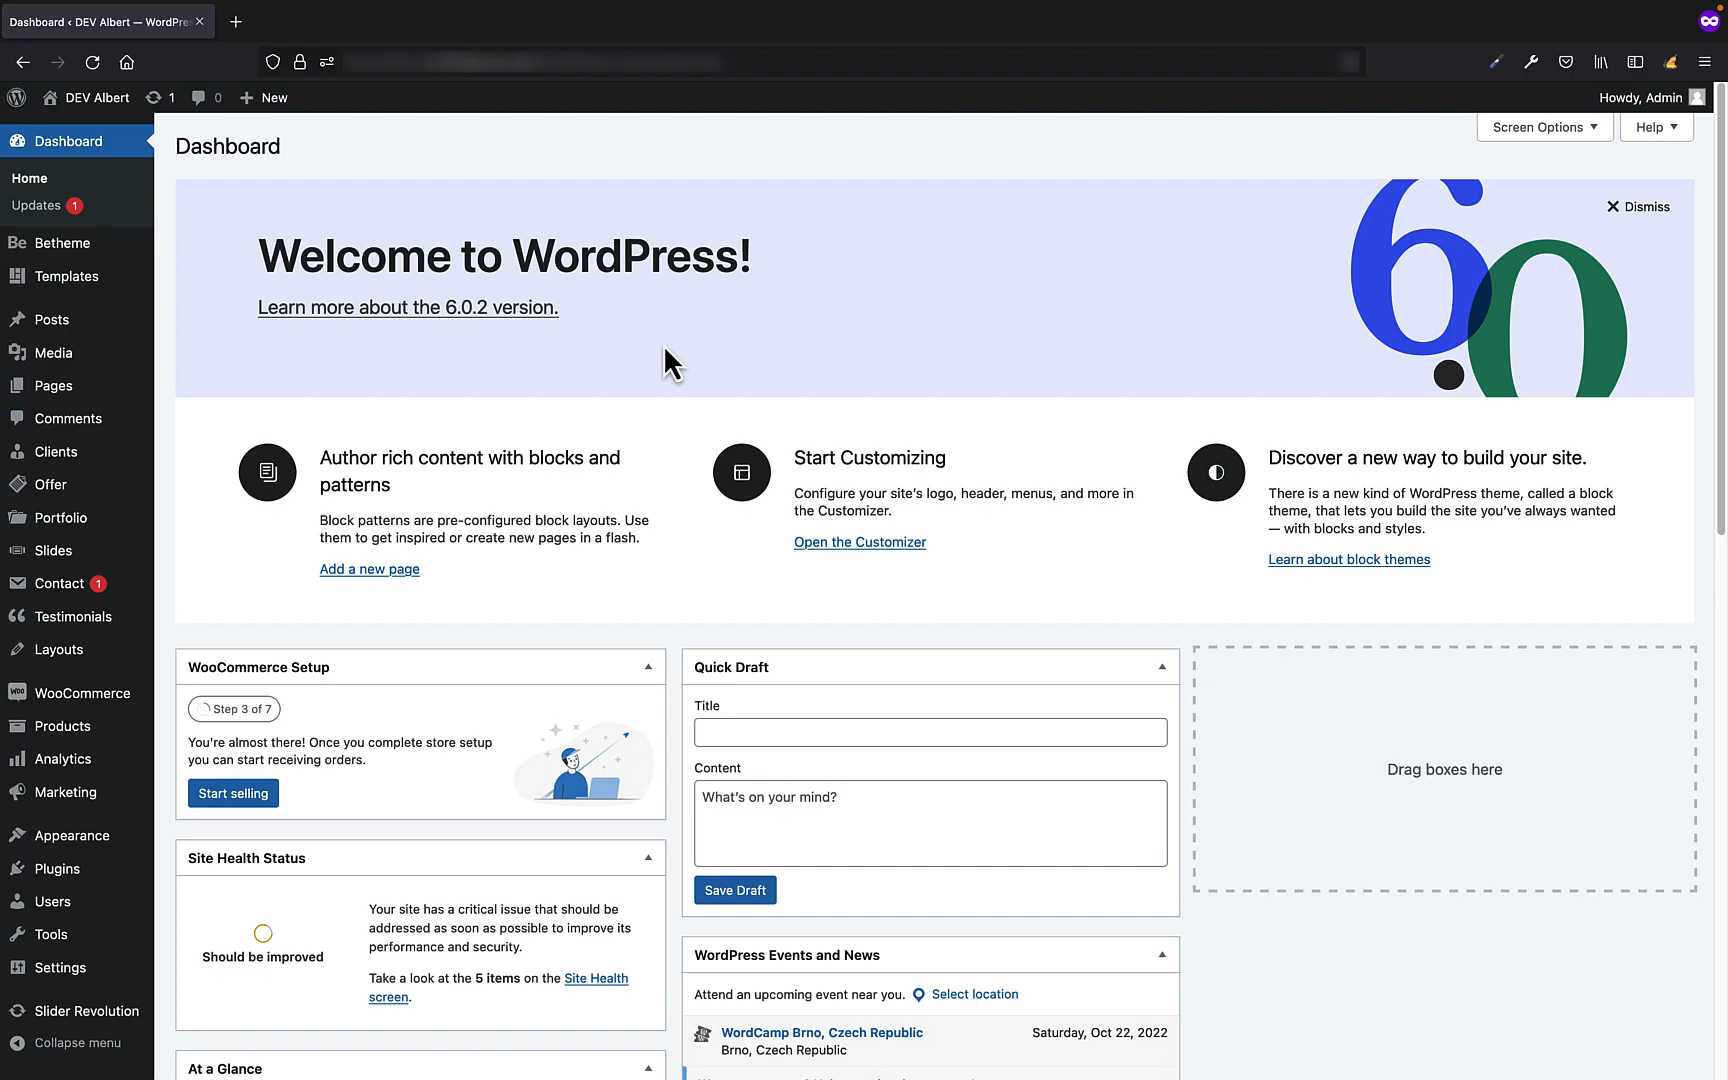 Dashboard ‹ DEV Albert — WordPre
DEV Albert
1
0
New
Howdy, Admin
Dashboard
Home
Updates 1
Be Betheme
Templates
Posts
Media
Pages
Comments
Clients
Offer
Portfolio
Slides
Contact 1
Testimonials
Layouts
Woo WooCommerce
Products
Analytics
Marketing
Appearance
Plugins
Users
Tools
Settings
Slider Revolution
Collapse menu
Dashboard
Screen Options
Help
Welcome to WordPress!
Learn more about the 6.0.2 version.
6.0
Dismiss
Author rich content with blocks and
patterns
Block patterns are pre-configured block layouts. Use
them to get inspired or create new pages in a flash.
Add a new page
Start Customizing
Configure your site's logo, header, menus, and more in
the Customizer.
Open the Customizer
Discover a new way to build your site.
There is a new kind of WordPress theme, called a block
theme, that lets you build the site you've always wanted
— with blocks and styles.
Learn about block themes
WooCommerce Setup
Step 3 of 7
You're almost there! Once you complete store setup
you can start receiving orders.
Start selling
Site Health Status
Should be improved
Your site has a critical issue that should be
addressed as soon as possible to improve its
performance and security.
Take a look at the 5 items on the Site Health
screen.
At a Glance
Quick Draft
Title
Content
What's on your mind?
Save Draft
WordPress Events and News
Attend an upcoming event near you.
Select location
WordCamp Brno, Czech Republic
Saturday, Oct 22, 2022
Brno, Czech Republic
Drag boxes here